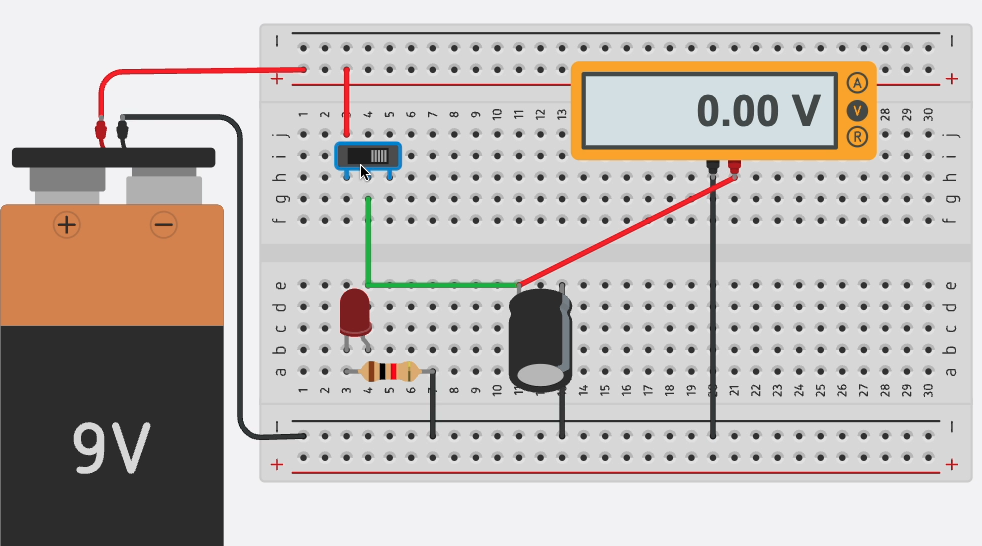 − −
+ +
1 2 3 4 5 6 7 8 9 10 11 12 13 28 29 30
j j
i i
h h
g g
f f
0.00 V
A
V
R
+ −
9V
e e
d d
c c
b b
a a
1 2 3 4 5 6 7 8 9 10 11 14 15 16 17 18 19 20 21 22 23 24 25 26 27 28 29 30
− −
+ +